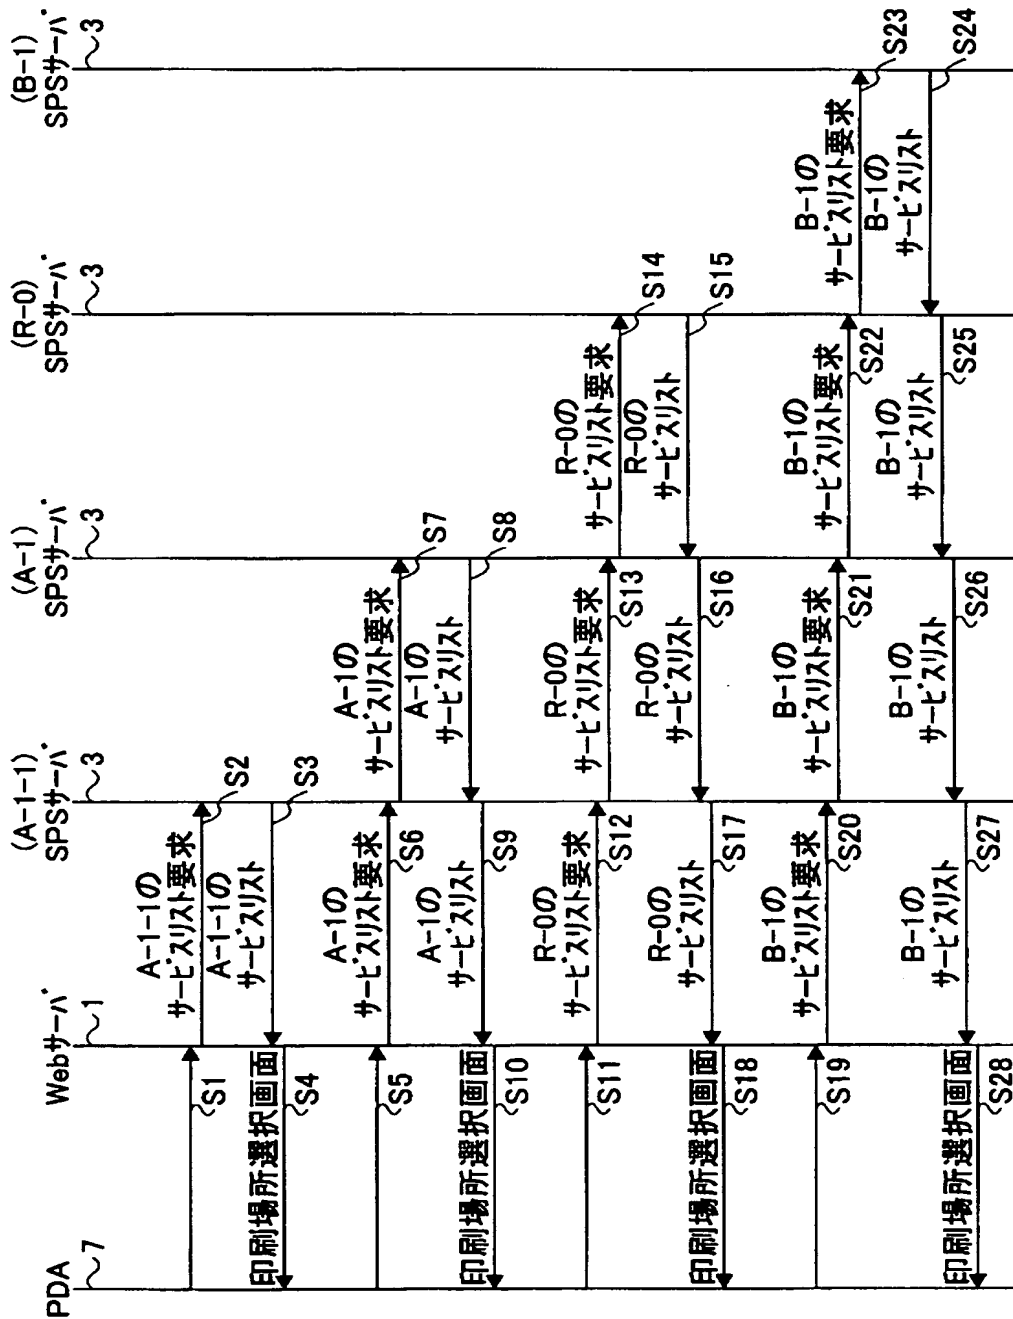 PDA
7
Webサーバ
1
(A-1-1)
SPSサーバ
3
(A-1)
SPSサーバ
3
(R-0)
SPSサーバ
3
(B-1)
SPSサーバ
3
S1
A-1-1の
サービスリスト要求
S2
A-1-1の
サービスリスト
S3
印刷場所選択画面
S4
S5
A-1の
サービスリスト要求
S6
A-1の
サービスリスト要求
S7
A-1の
サービスリスト
S8
A-1の
サービスリスト
S9
印刷場所選択画面
S10
S11
R-0の
サービスリスト要求
S12
R-0の
サービスリスト要求
S13
R-0の
サービスリスト要求
S14
R-0の
サービスリスト
S15
R-0の
サービスリスト
S16
R-0の
サービスリスト
S17
印刷場所選択画面
S18
S19
B-1の
サービスリスト要求
S20
B-1の
サービスリスト要求
S21
B-1の
サービスリスト要求
S22
B-1の
サービスリスト要求
S23
B-1の
サービスリスト
S24
B-1の
サービスリスト
S25
B-1の
サービスリスト
S26
B-1の
サービスリスト
S27
印刷場所選択画面
S28